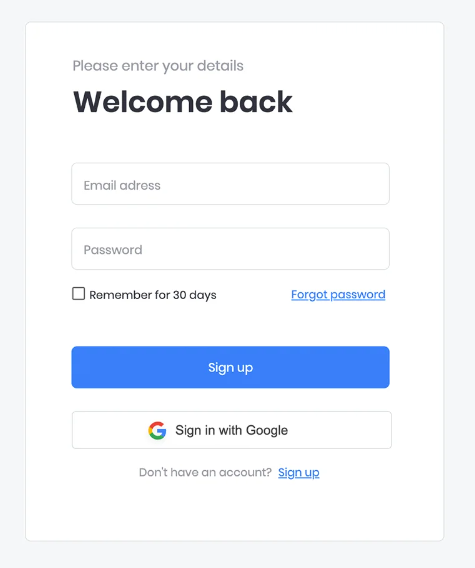 Please enter your details
Welcome back
Email adress
Password
Remember for 30 days Forgot password
Sign up
Sign in with Google
Don't have an account? Sign up